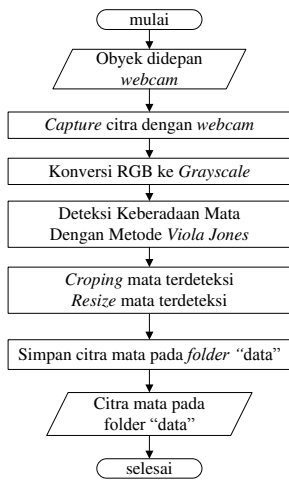 mulai
Obyek didepan
webcam
Capture citra dengan webcam
Konversi RGB ke Grayscale
Deteksi Keberadaan Mata
Dengan Metode Viola Jones
Croping mata terdeteksi
Resize mata terdeteksi
Simpan citra mata pada folder “data”
Citra mata pada
folder “data”
selesai